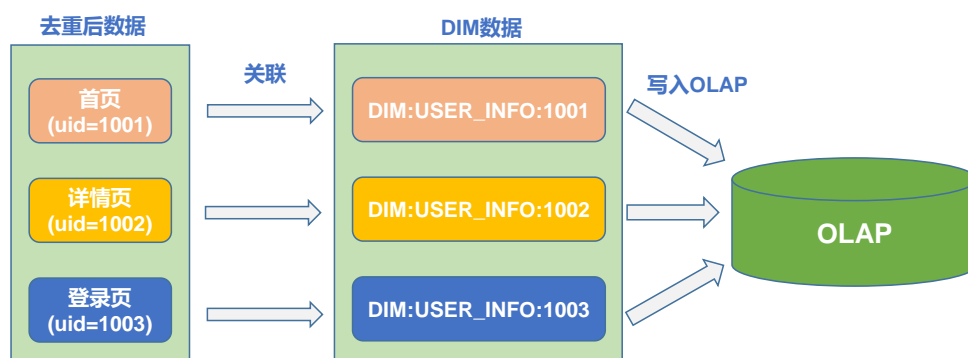 去重后数据
DIM数据
关联
写入OLAP
首页
(uid=1001)
DIM:USER_INFO:1001
详情页
(uid=1002)
DIM:USER_INFO:1002
OLAP
登录页
(uid=1003)
DIM:USER_INFO:1003